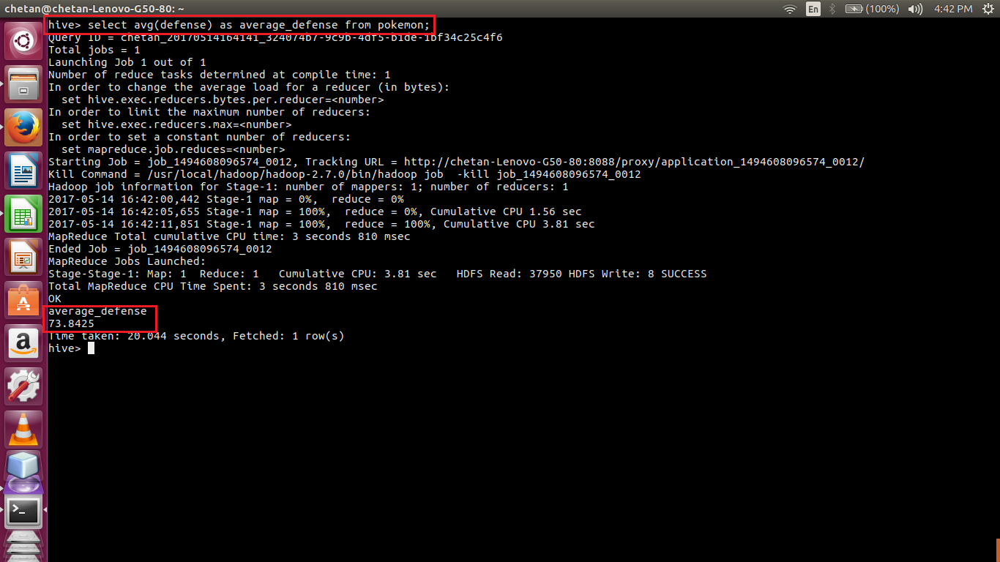 chetan@chetan-Lenovo-G50-80: ~
En
(100%)
4:42 PM
hive> select avg(defense) as average_defense from pokemon;
Query ID = chetan_20170514164141_324074b7-9c9b-4df5-b1de-1bf34c25c4f6
Total jobs = 1
Launching Job 1 out of 1
Number of reduce tasks determined at compile time: 1
In order to change the average load for a reducer (in bytes):
  set hive.exec.reducers.bytes.per.reducer=<number>
In order to limit the maximum number of reducers:
  set hive.exec.reducers.max=<number>
In order to set a constant number of reducers:
  set mapreduce.job.reduces=<number>
Starting Job = job_1494608096574_0012, Tracking URL = http://chetan-Lenovo-G50-80:8088/proxy/application_1494608096574_0012/
Kill Command = /usr/local/hadoop/hadoop-2.7.0/bin/hadoop job  -kill job_1494608096574_0012
Hadoop job information for Stage-1: number of mappers: 1; number of reducers: 1
2017-05-14 16:42:00,442 Stage-1 map = 0%,  reduce = 0%
2017-05-14 16:42:05,655 Stage-1 map = 100%,  reduce = 0%, Cumulative CPU 1.56 sec
2017-05-14 16:42:11,851 Stage-1 map = 100%,  reduce = 100%, Cumulative CPU 3.81 sec
MapReduce Total cumulative CPU time: 3 seconds 810 msec
Ended Job = job_1494608096574_0012
MapReduce Jobs Launched:
Stage-Stage-1: Map: 1  Reduce: 1   Cumulative CPU: 3.81 sec   HDFS Read: 37950 HDFS Write: 8 SUCCESS
Total MapReduce CPU Time Spent: 3 seconds 810 msec
OK
average_defense
73.8425
Time taken: 20.044 seconds, Fetched: 1 row(s)
hive>